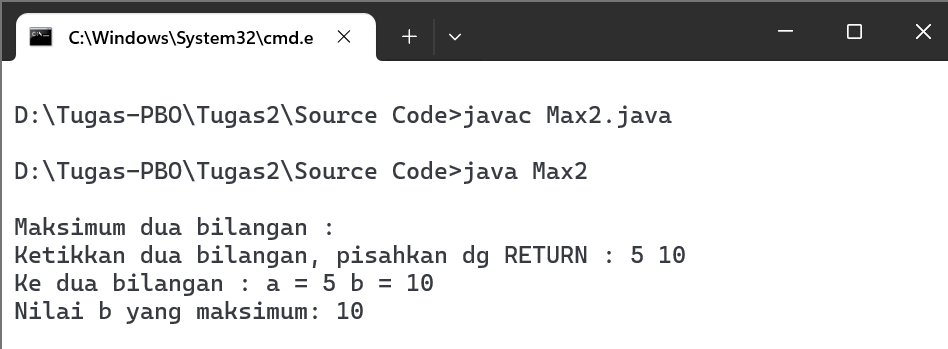 C:\Windows\System32\cmd.e
D:\Tugas-PBO\Tugas2\Source Code>javac Max2.java
D:\Tugas-PBO\Tugas2\Source Code>java Max2
Maksimum dua bilangan :
Ketikkan dua bilangan, pisahkan dg RETURN : 5 10
Ke dua bilangan : a = 5 b = 10
Nilai b yang maksimum: 10